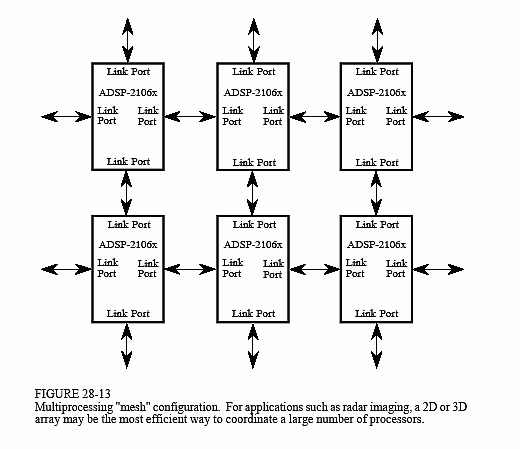 Link Port Link Port Link Port
ADSP-2106x ADSP-2106x ADSP-2106x
Link Link Link Link Link Link
Port Port Port Port Port Port
Link Port Link Port Link Port
Link Port Link Port Link Port
ADSP-2106x ADSP-2106x ADSP-2106x
Link Link Link Link Link Link
Port Port Port Port Port Port
Link Port Link Port Link Port
FIGURE 28-13
Multiprocessing "mesh" configuration. For applications such as radar imaging, a 2D or 3D
array may be the most efficient way to coordinate a large number of processors.